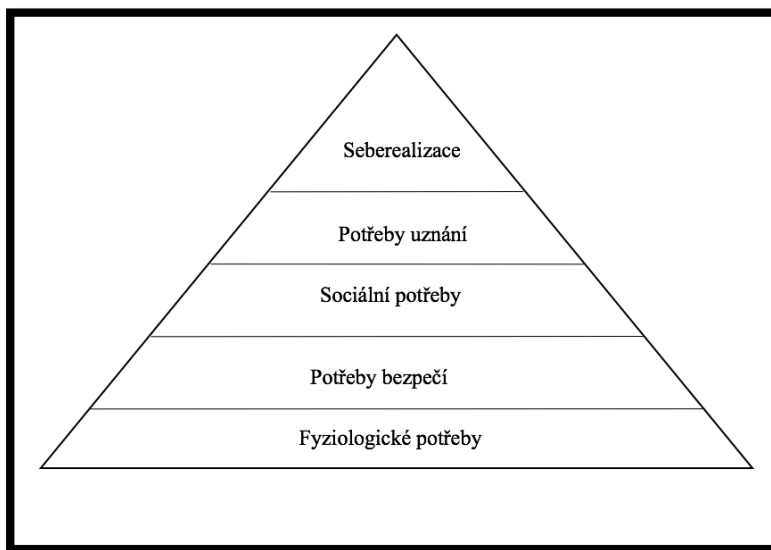 Seberealizace
Potřeby uznání
Sociální potřeby
Potřeby bezpečí
Fyziologické potřeby